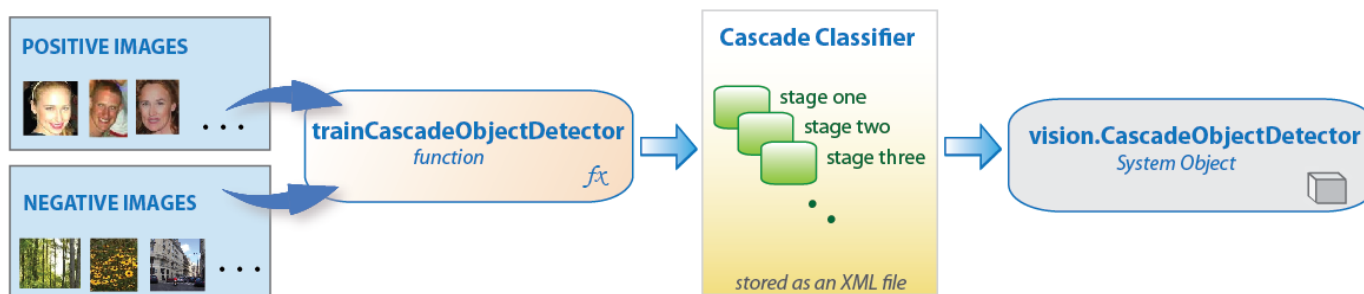 POSITIVE IMAGES
...
NEGATIVE IMAGES
...
trainCascadeObjectDetector
function
fx
Cascade Classifier
stage one
stage two
stage three
stored as an XML file
vision.CascadeObjectDetector
System Object